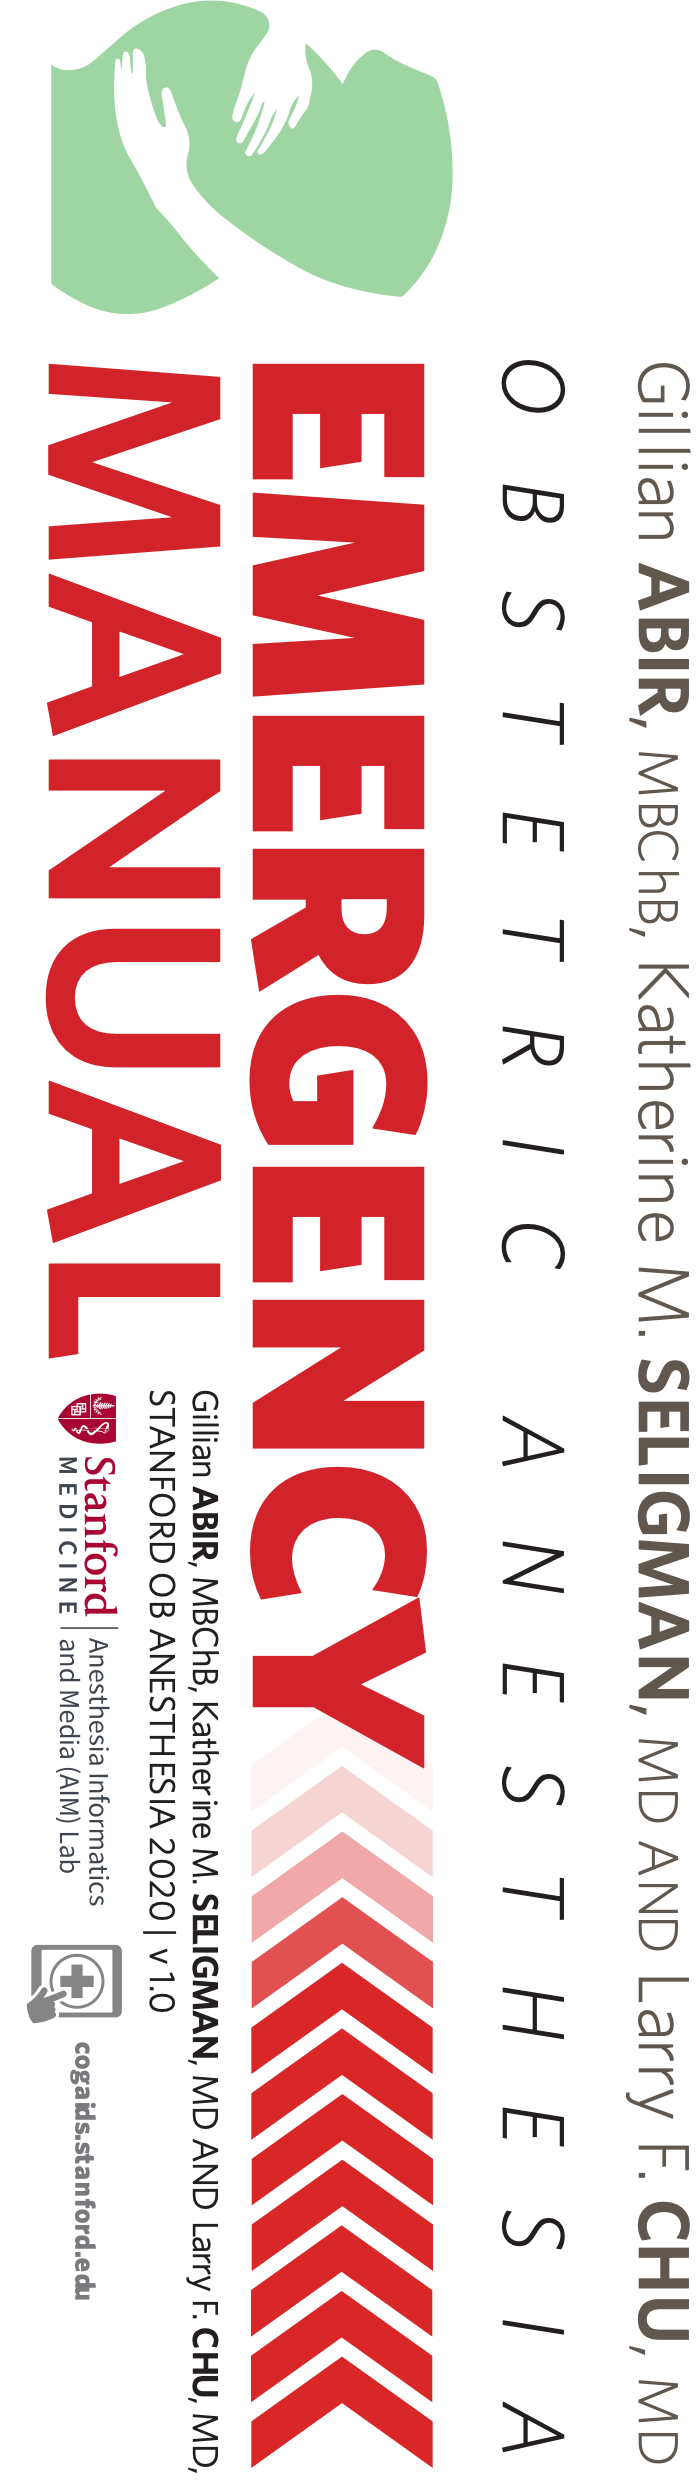 Gillian ABIR, MBChB, Katherine M. SELIGMAN, MD AND Larry F. CHU, MD
OBSTETRIC ANESTHESIA
EMERGENCY
MANUAL
Gillian ABIR, MBChB, Katherine M. SELIGMAN, MD AND Larry F. CHU, MD,
STANFORD OB ANESTHESIA 2020 | v 1.0
Stanford
MEDICINE
Anesthesia Informatics
and Media (AIM) Lab
cogaids.stanford.edu